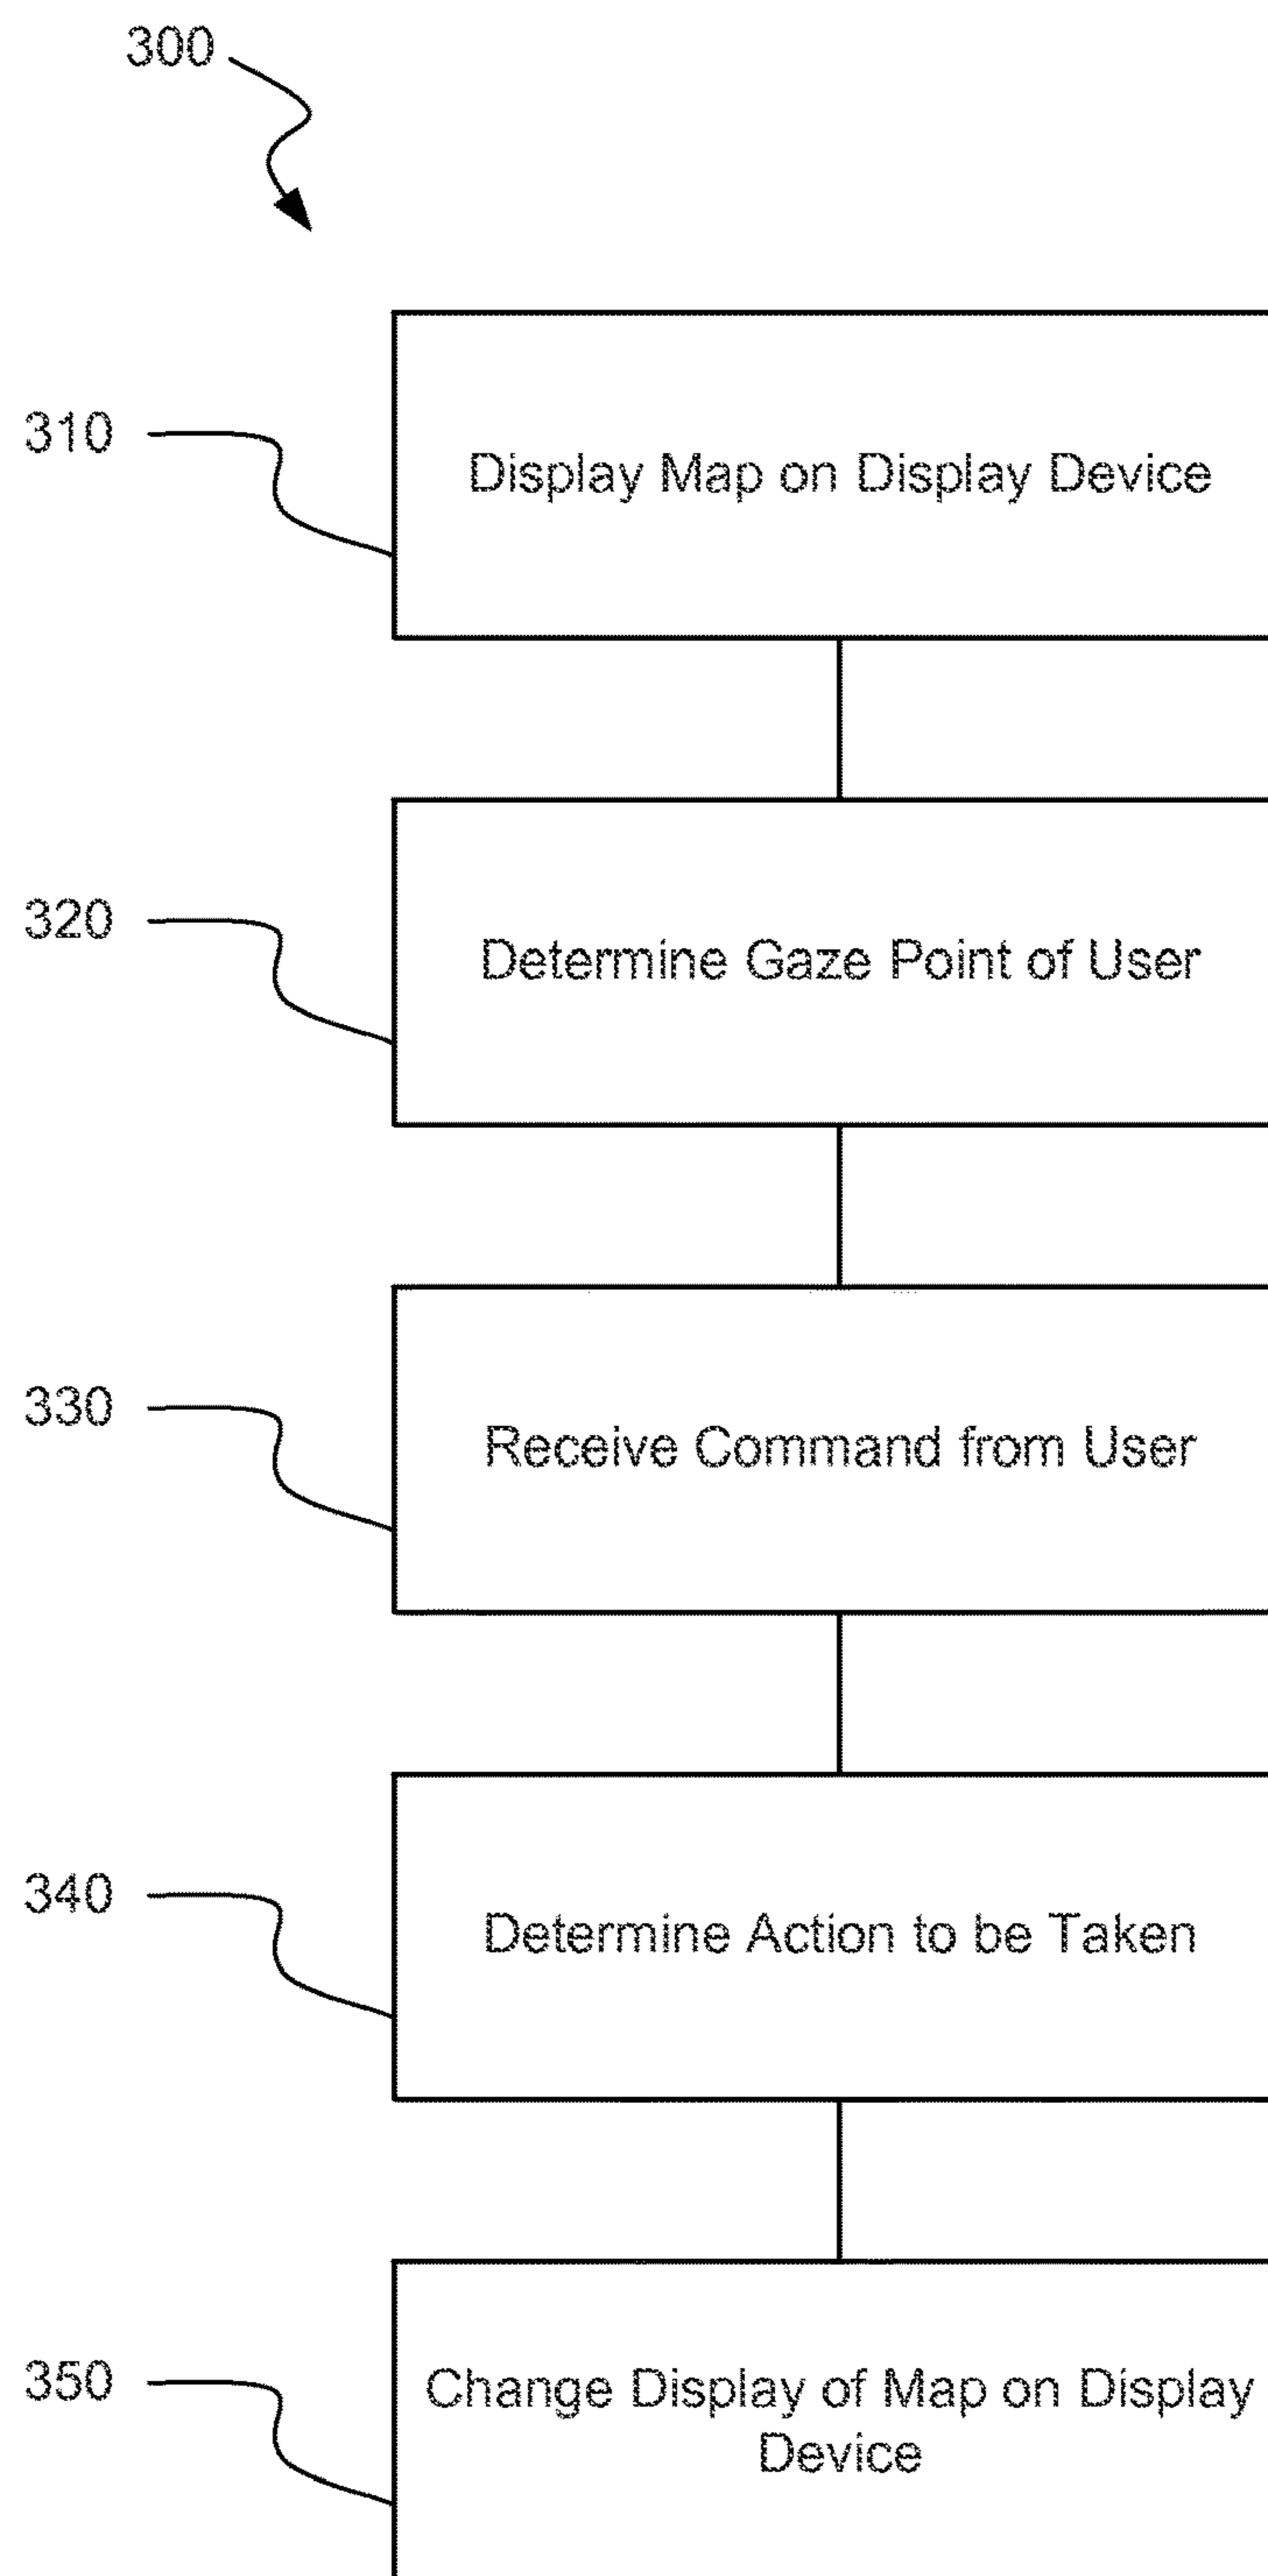 300
310
Display Map on Display Device
320
Determine Gaze Point of User
330
Receive Command from User
340
Determine Action to be Taken
350
Change Display of Map on Display
Device